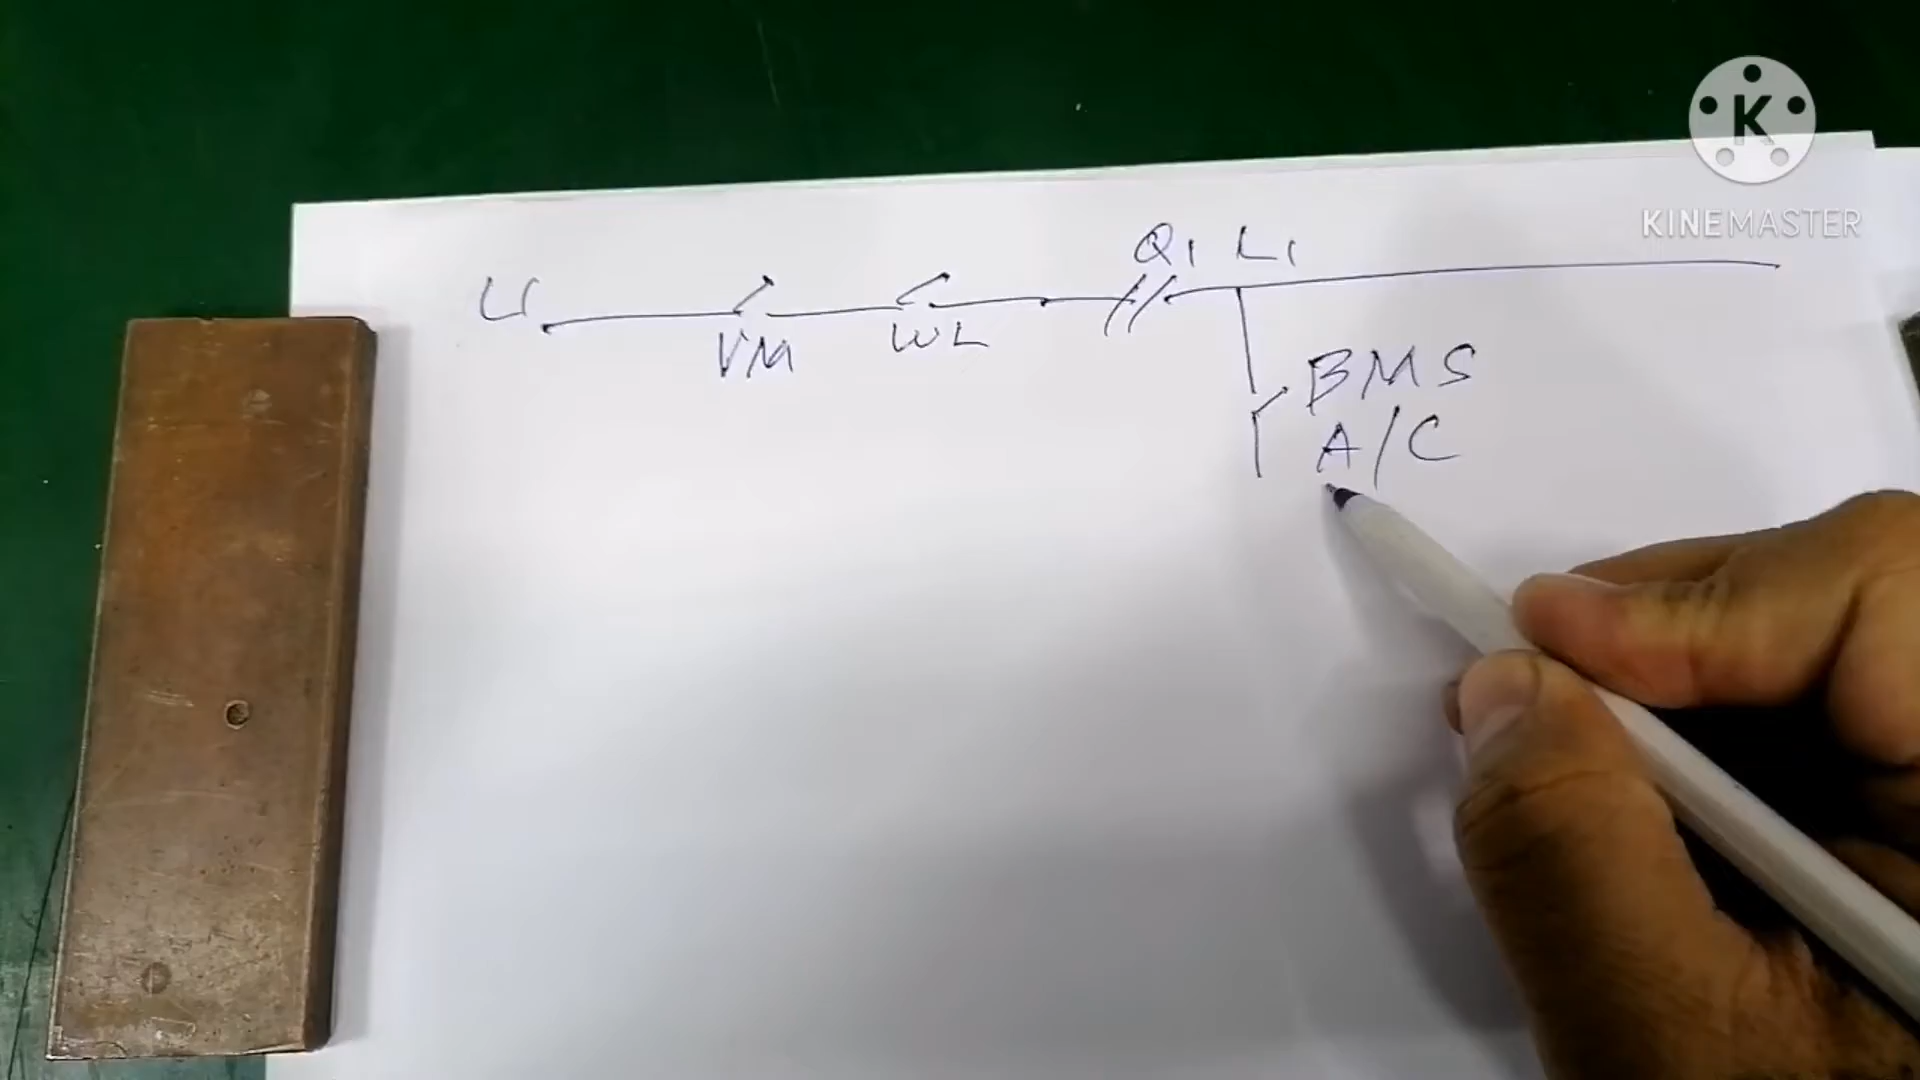 Q1 L1
L1
VM
WL
BMS
A/C
K
KINEMASTER